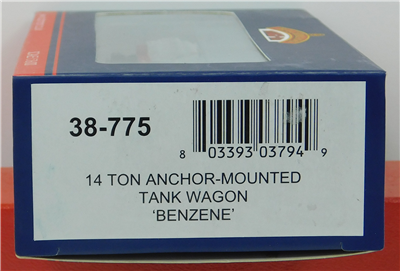 38-775
8 03393 03794 9
14 TON ANCHOR-MOUNTED
TANK WAGON
'BENZENE'